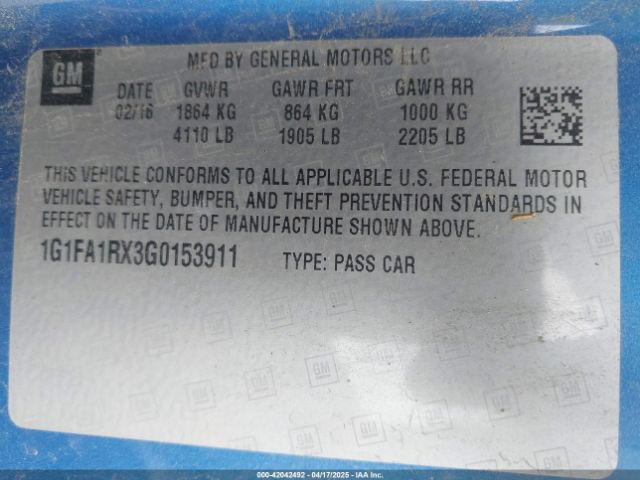 GM MFD BY GENERAL MOTORS LLC
DATE GVWR GAWR FRT GAWR RR
02/16 1864 KG 864 KG 1000 KG
4110 LB 1905 LB 2205 LB
THIS VEHICLE CONFORMS TO ALL APPLICABLE U.S. FEDERAL MOTOR
VEHICLE SAFETY, BUMPER, AND THEFT PREVENTION STANDARDS IN
EFFECT ON THE DATE OF MANUFACTURE SHOWN ABOVE.
1G1FA1RX3G0153911 TYPE: PASS CAR
000-42042492 - 04/17/2025 - IAAI.COM